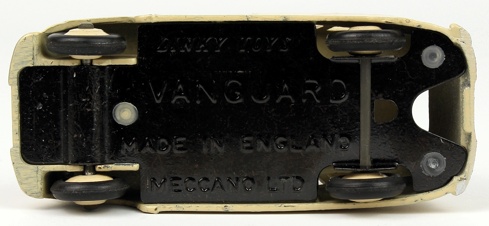 DINKY TOYS
VANGUARD
MADE IN ENGLAND
MECCANO LTD